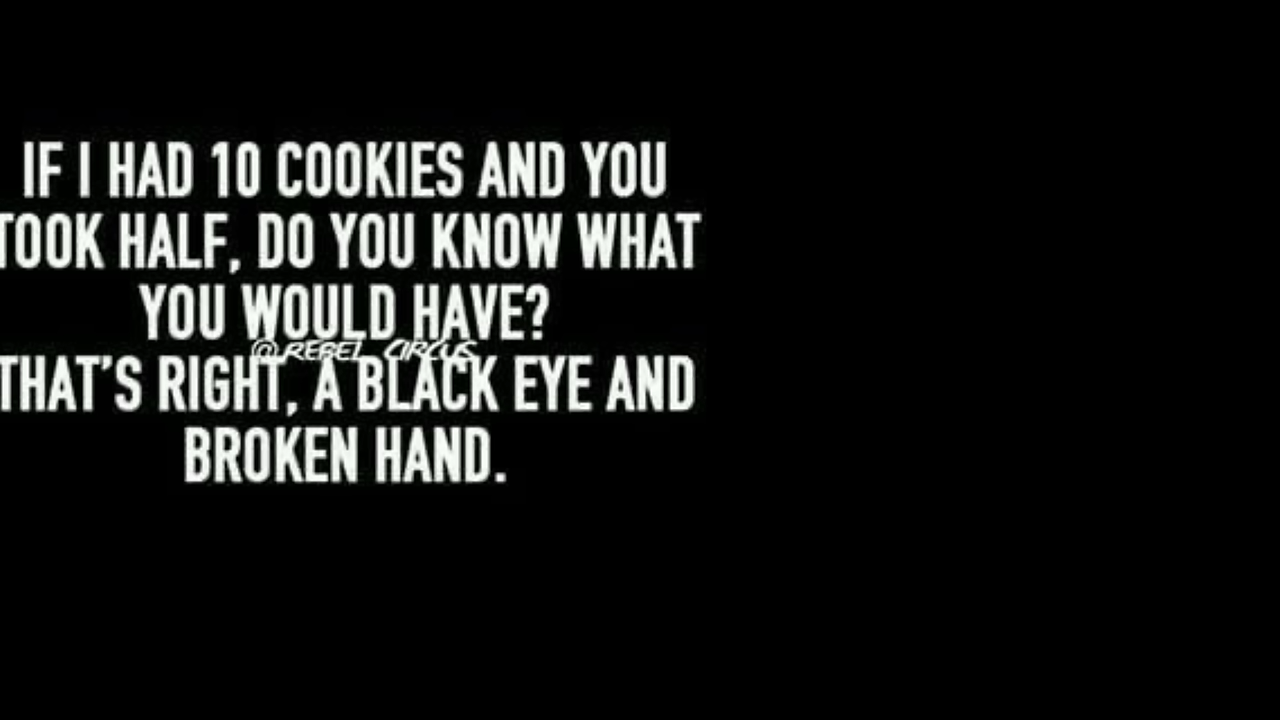 IF I HAD 10 COOKIES AND YOU
TOOK HALF, DO YOU KNOW WHAT
YOU WOULD HAVE?
@REBEL_CIRCUS
THAT'S RIGHT, A BLACK EYE AND
BROKEN HAND.